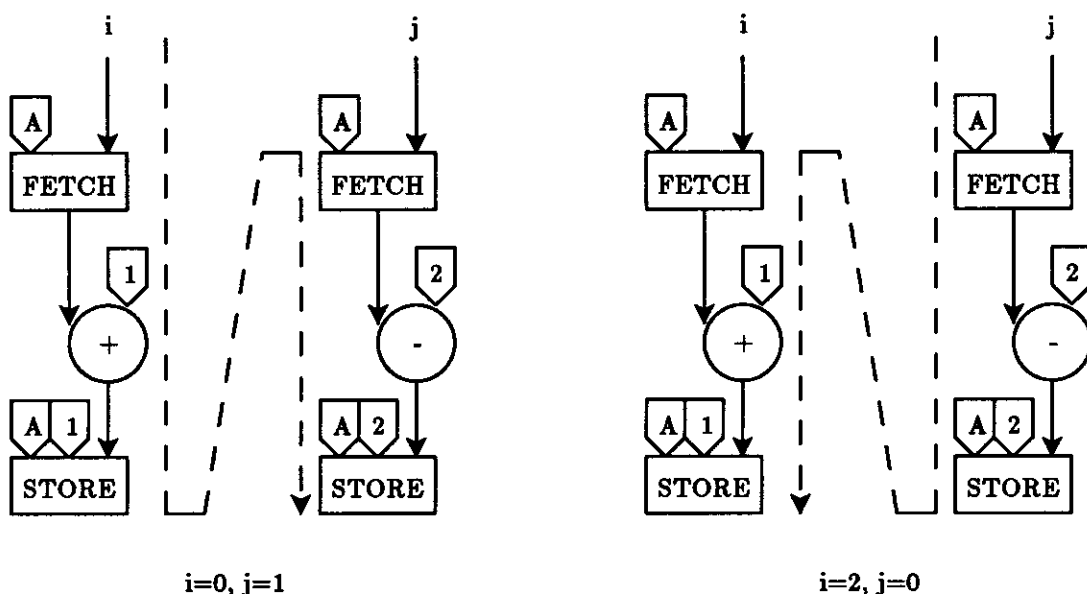 i j i j
A A A A
FETCH FETCH FETCH FETCH
1 2 1 2
+ - + -
A 1 A 2 A 1 A 2
STORE STORE STORE STORE
i=0, j=1 i=2, j=0